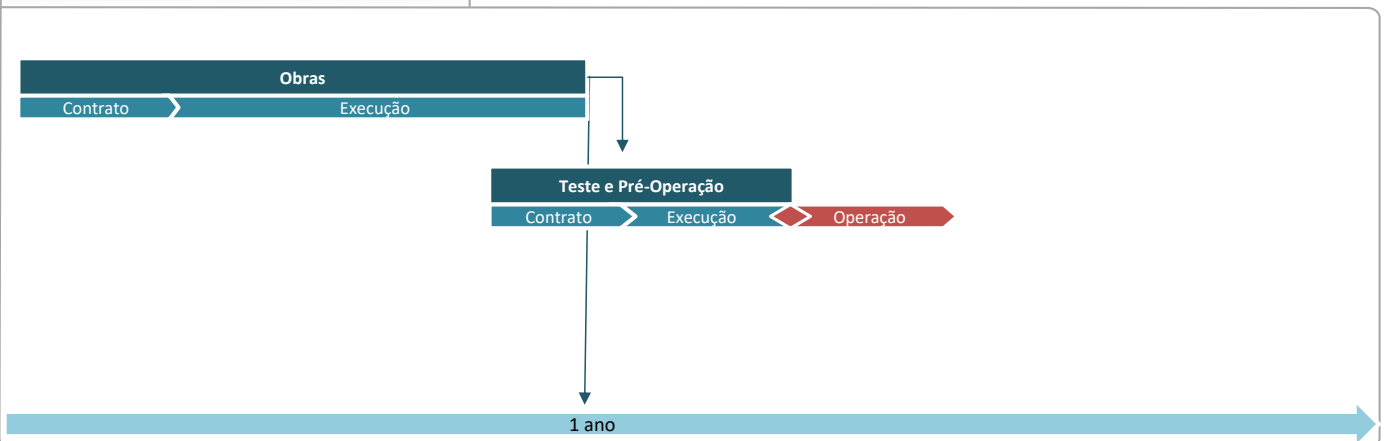 Obras
Contrato
Execução
Teste e Pré-Operação
Contrato
Execução
Operação
1 ano